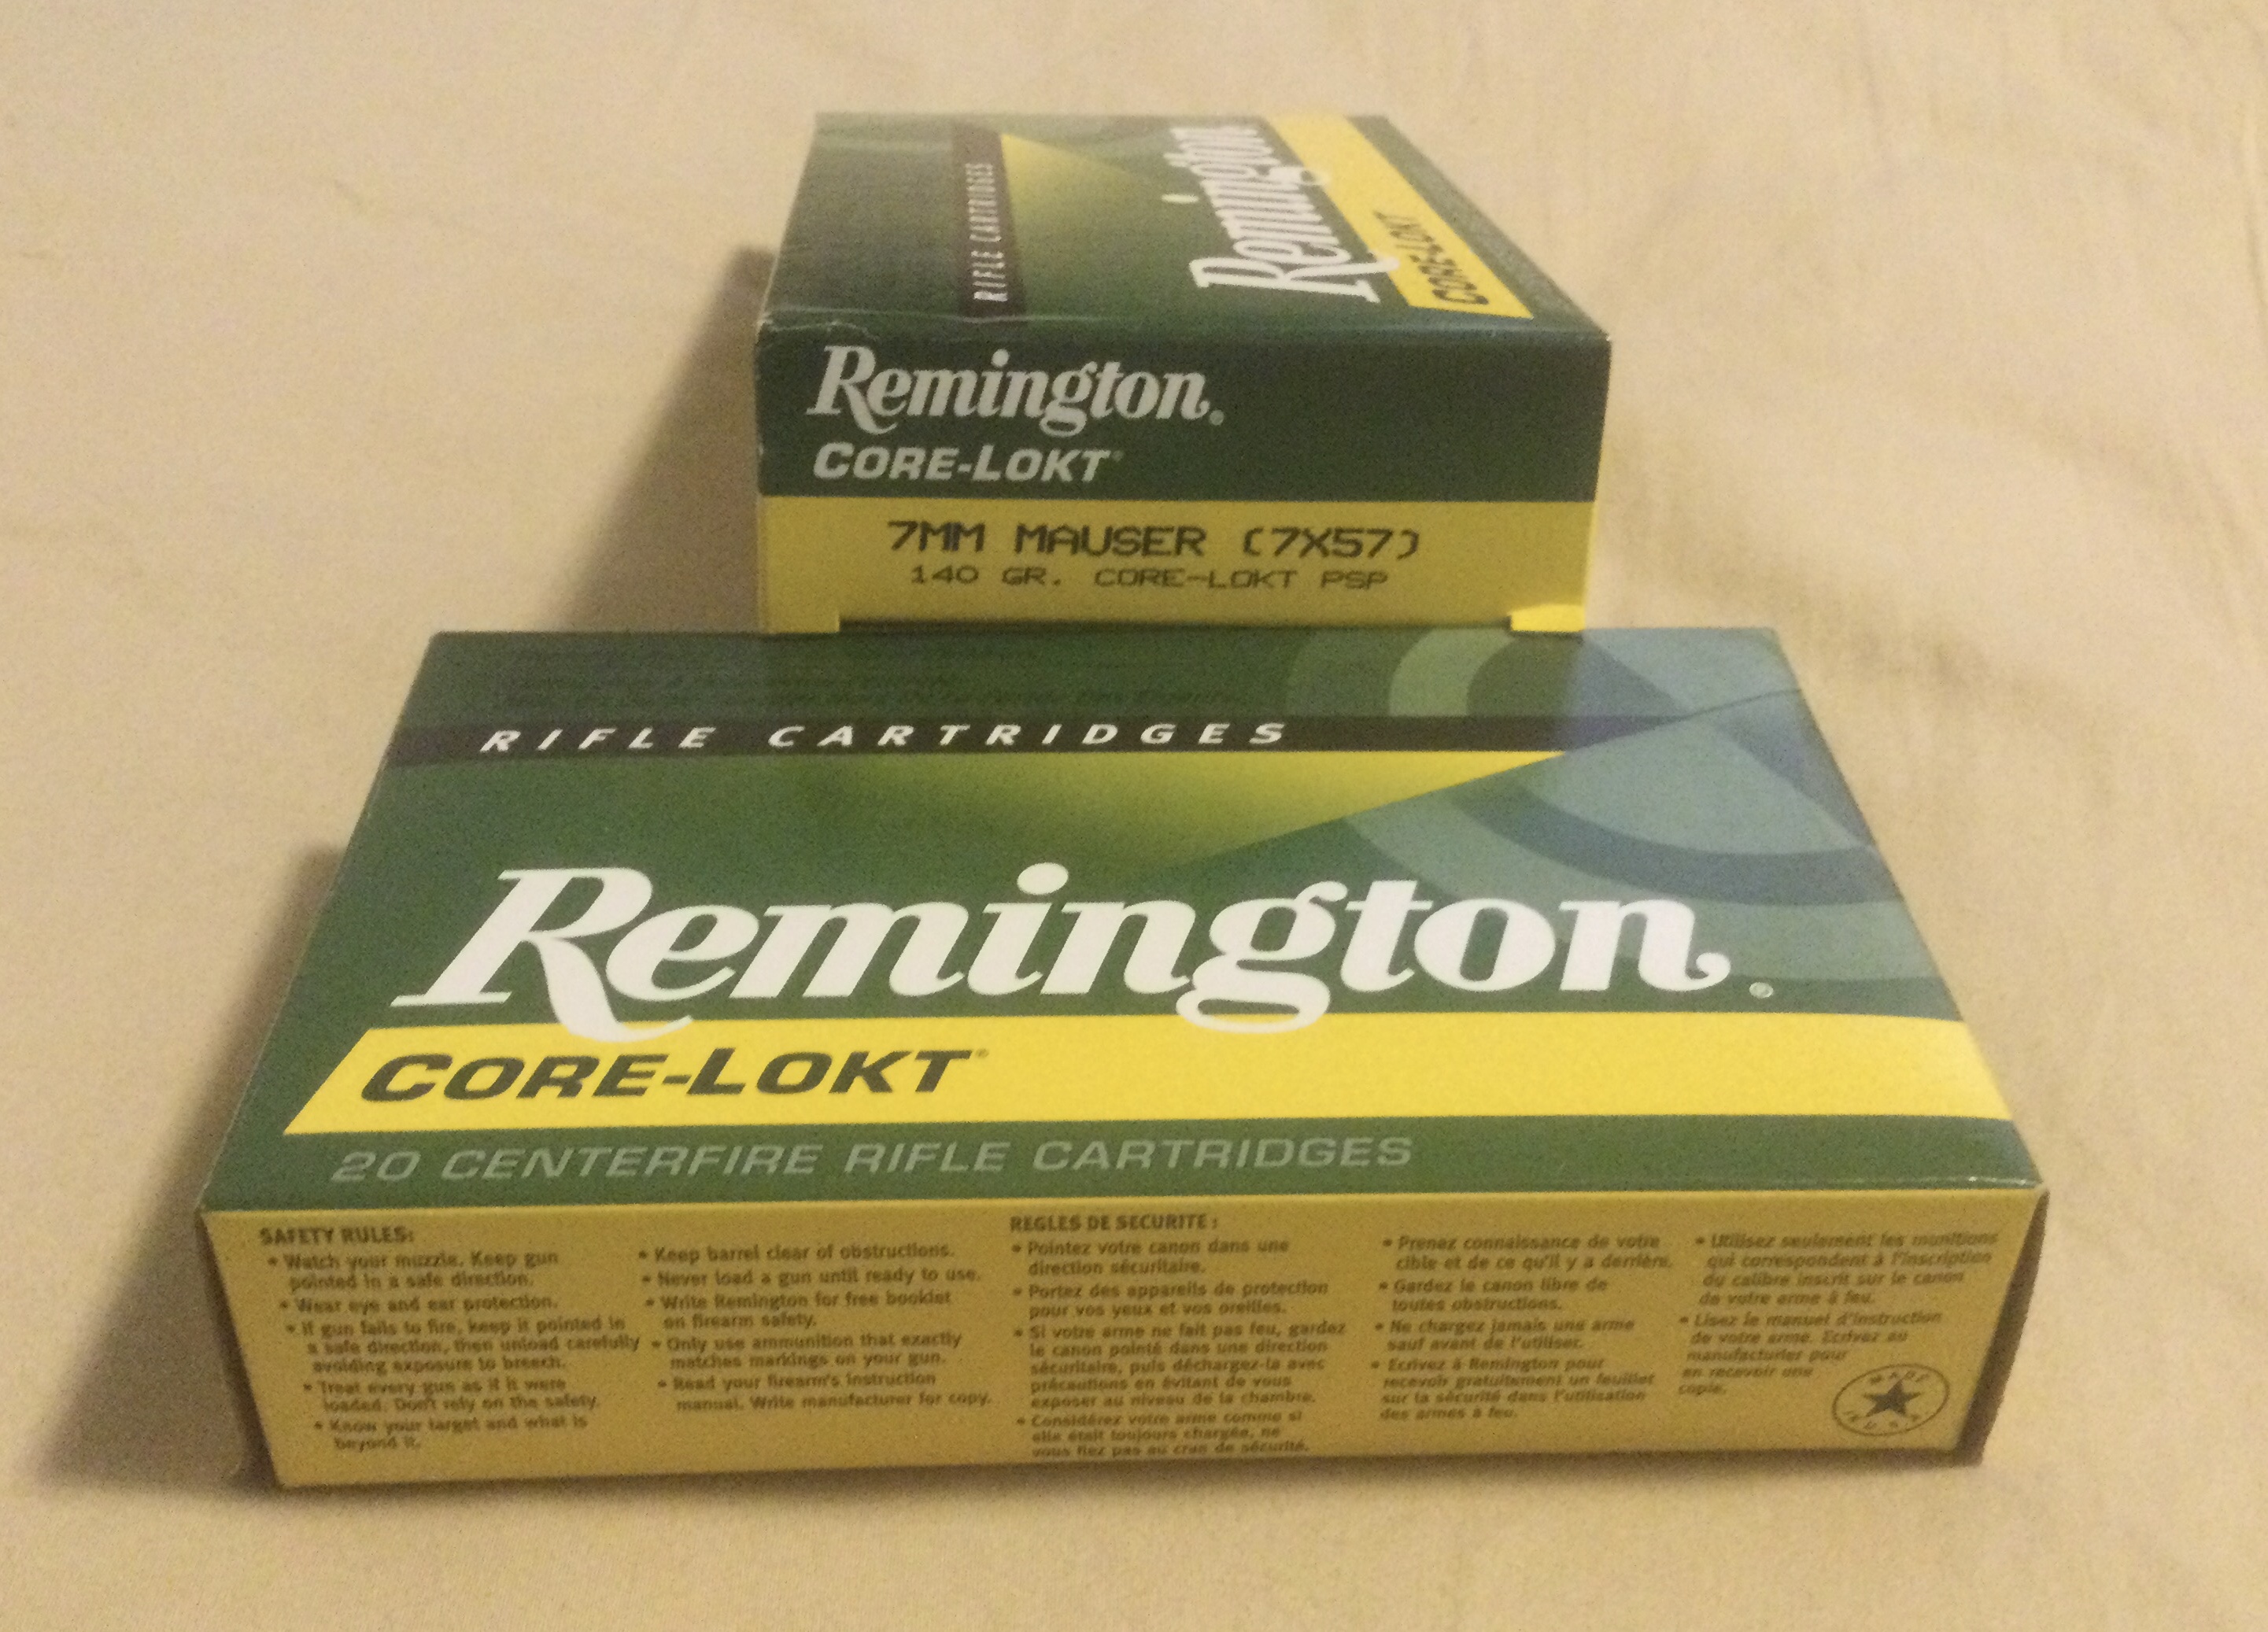 RIFLE CARTRIDGES
Remington
CORE-LOKT
Remington®
CORE-LOKT
7MM MAUSER (7X57)
140 GR. CORE-LOKT PSP
RIFLE CARTRIDGES
Remington®
CORE-LOKT
20 CENTERFIRE RIFLE CARTRIDGES
SAFETY RULES:
• Watch your muzzle. Keep gun
pointed in a safe direction.
• Wear eye and ear protection.
• If gun fails to fire, keep it pointed in
a safe direction, then unload carefully
avoiding exposure to breech.
• Treat every gun as if it were
loaded. Don't rely on the safety.
• Know your target and what is
beyond it.
• Keep barrel clear of obstructions.
• Never load a gun until ready to use.
• Write Remington for free booklet
on firearm safety.
• Only use ammunition that exactly
matches markings on your gun.
• Read your firearm's instruction
manual. Write manufacturer for copy.
REGLES DE SECURITE :
• Pointez votre canon dans une
direction sécuritaire.
• Portez des appareils de protection
pour vos yeux et vos oreilles.
• Si votre arme ne fait pas feu, gardez
le canon pointé dans une direction
sécuritaire, puis déchargez-la avec
précautions en évitant de vous
exposer au niveau de la chambre.
• Considérez votre arme comme si
elle était toujours chargée, ne
vous fiez pas au cran de sécurité.
• Prenez connaissance de votre
cible et de ce qu'il y a derrière.
• Gardez le canon libre de
toutes obstructions.
• Ne chargez jamais une arme
sauf avant de l'utiliser.
• Ecrivez à Remington pour
recevoir gratuitement un feuillet
sur la sécurité dans l'utilisation
des armes à feu.
• Utilisez seulement les munitions
qui correspondent à l'inscription
du calibre inscrit sur le canon
de votre arme à feu.
• Lisez le manuel d'instruction
de votre arme. Ecrivez au
manufacturier pour
en recevoir une
copie.
MADE
IN U.S.A.